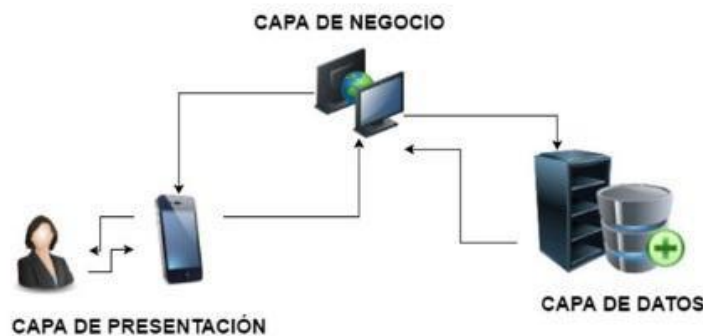 CAPA DE NEGOCIO
CAPA DE DATOS
CAPA DE PRESENTACIÓN